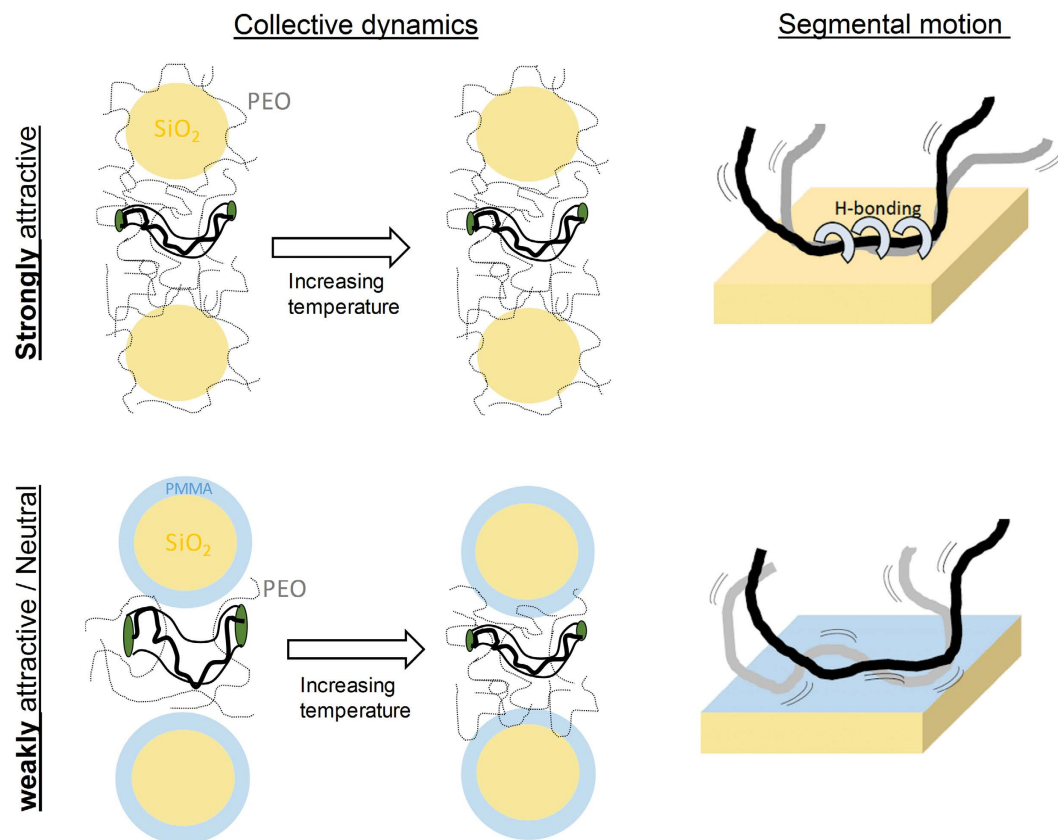 Collective dynamics
Segmental motion
Strongly attractive
PEO
SiO₂
Increasing
temperature
H-bonding
weakly attractive / Neutral
PMMA
SiO₂
PEO
Increasing
temperature